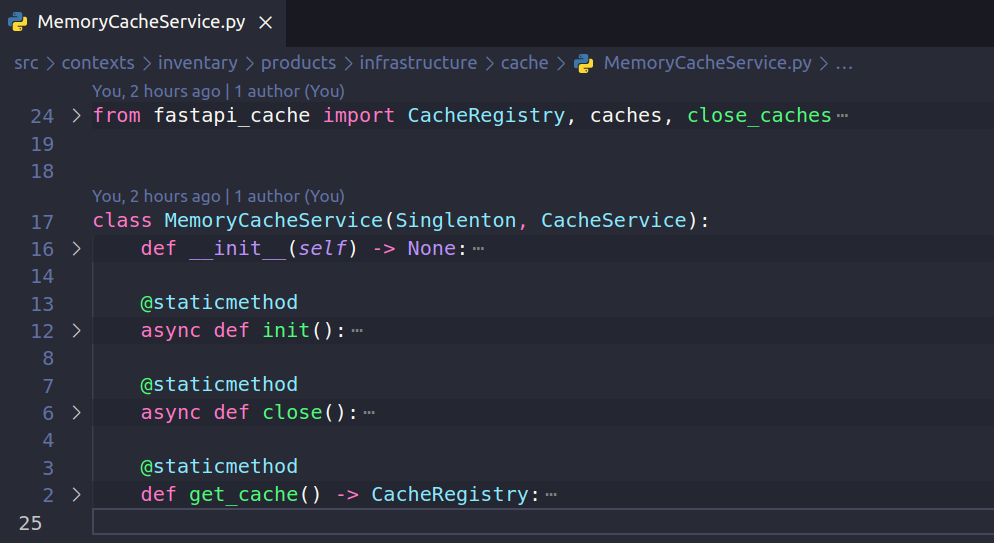 MemoryCacheService.py ×
src > contexts > inventary > products > infrastructure > cache > MemoryCacheService.py > ...
You, 2 hours ago | 1 author (You)
24 > from fastapi_cache import CacheRegistry, caches, close_caches ⋯
19
18
You, 2 hours ago | 1 author (You)
17 class MemoryCacheService(Singlenton, CacheService):
16 > def __init__(self) -> None: ⋯
14
13 @staticmethod
12 > async def init(): ⋯
8
7 @staticmethod
6 > async def close(): ⋯
4
3 @staticmethod
2 > def get_cache() -> CacheRegistry: ⋯
25